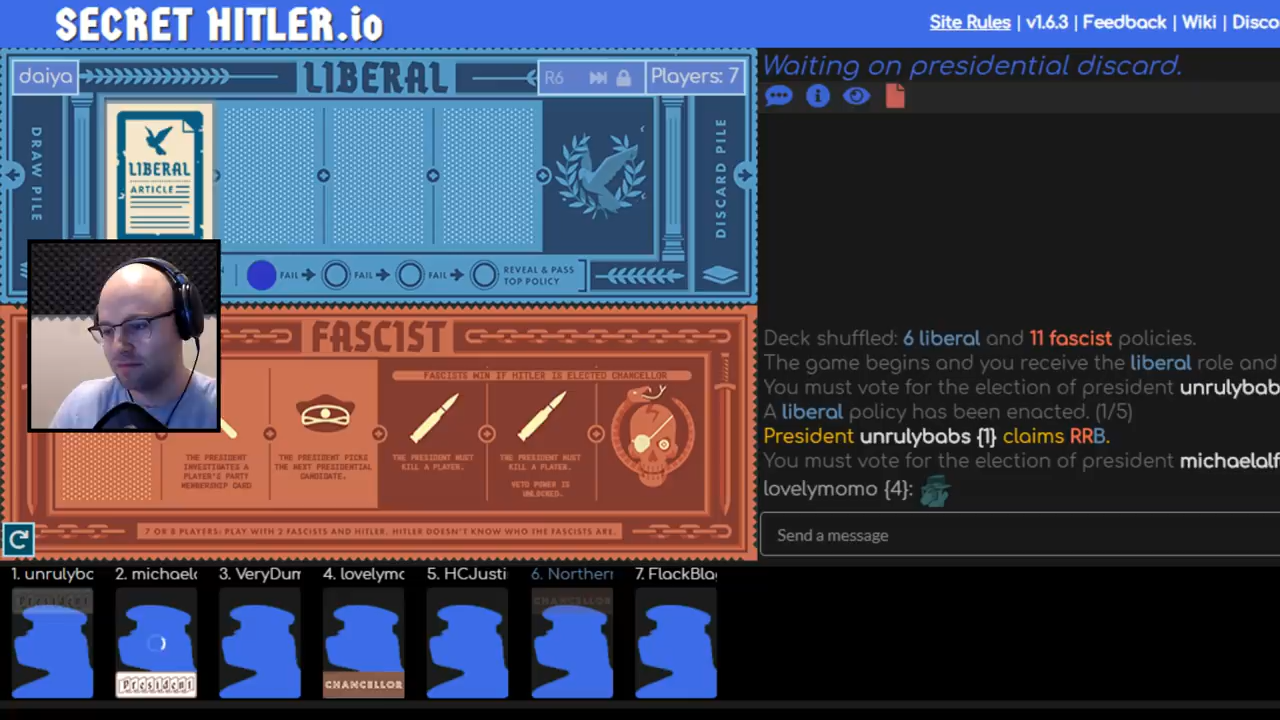 SECRET HITLER.io
Site Rules | v1.6.3 | Feedback | Wiki | Disco
daiya
LIBERAL
R6
Players: 7
Waiting on presidential discard.
DRAW PILE
LIBERAL
ARTICLE
DISCARD PILE
FAIL
FAIL
FAIL
REVEAL & PASS
TOP POLICY
FASCIST
FASCISTS WIN IF HITLER IS ELECTED CHANCELLOR
THE PRESIDENT
INVESTIGATES A
PLAYER'S PARTY
MEMBERSHIP CARD
THE PRESIDENT PICKS
THE NEXT PRESIDENTIAL
CANDIDATE.
THE PRESIDENT MUST
KILL A PLAYER.
THE PRESIDENT MUST
KILL A PLAYER.
VETO POWER IS
UNLOCKED.
7 OR 8 PLAYERS: PLAY WITH 2 FASCISTS AND HITLER. HITLER DOESN'T KNOW WHO THE FASCISTS ARE.
Deck shuffled: 6 liberal and 11 fascist policies.
The game begins and you receive the liberal role and
You must vote for the election of president unrulybab
A liberal policy has been enacted. (1/5)
President unrulybabs {1} claims RRB.
You must vote for the election of president michaelalf
lovelymomo {4}:
Send a message
1. unrulybc
2. michaelc
3. VeryDum
4. lovelymc
5. HCJusti
6. Northerr
7. FlackBla
President
CHANCELLOR
President
CHANCELLOR